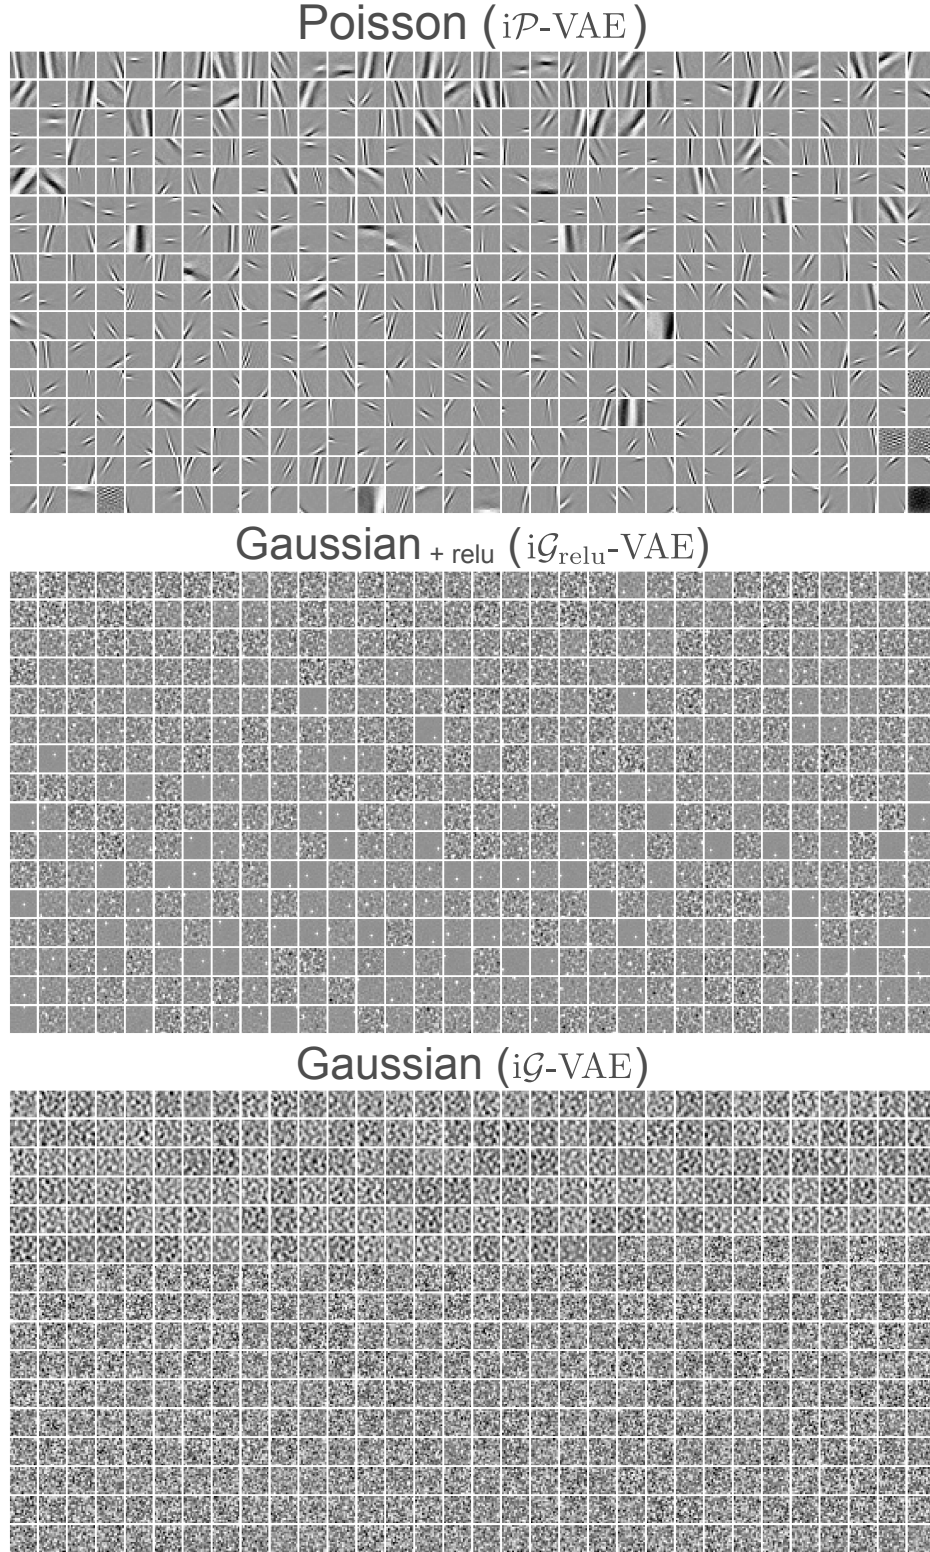 Poisson (i𝒫-VAE)
Gaussian + relu (i𝒢relu-VAE)
Gaussian (i𝒢-VAE)